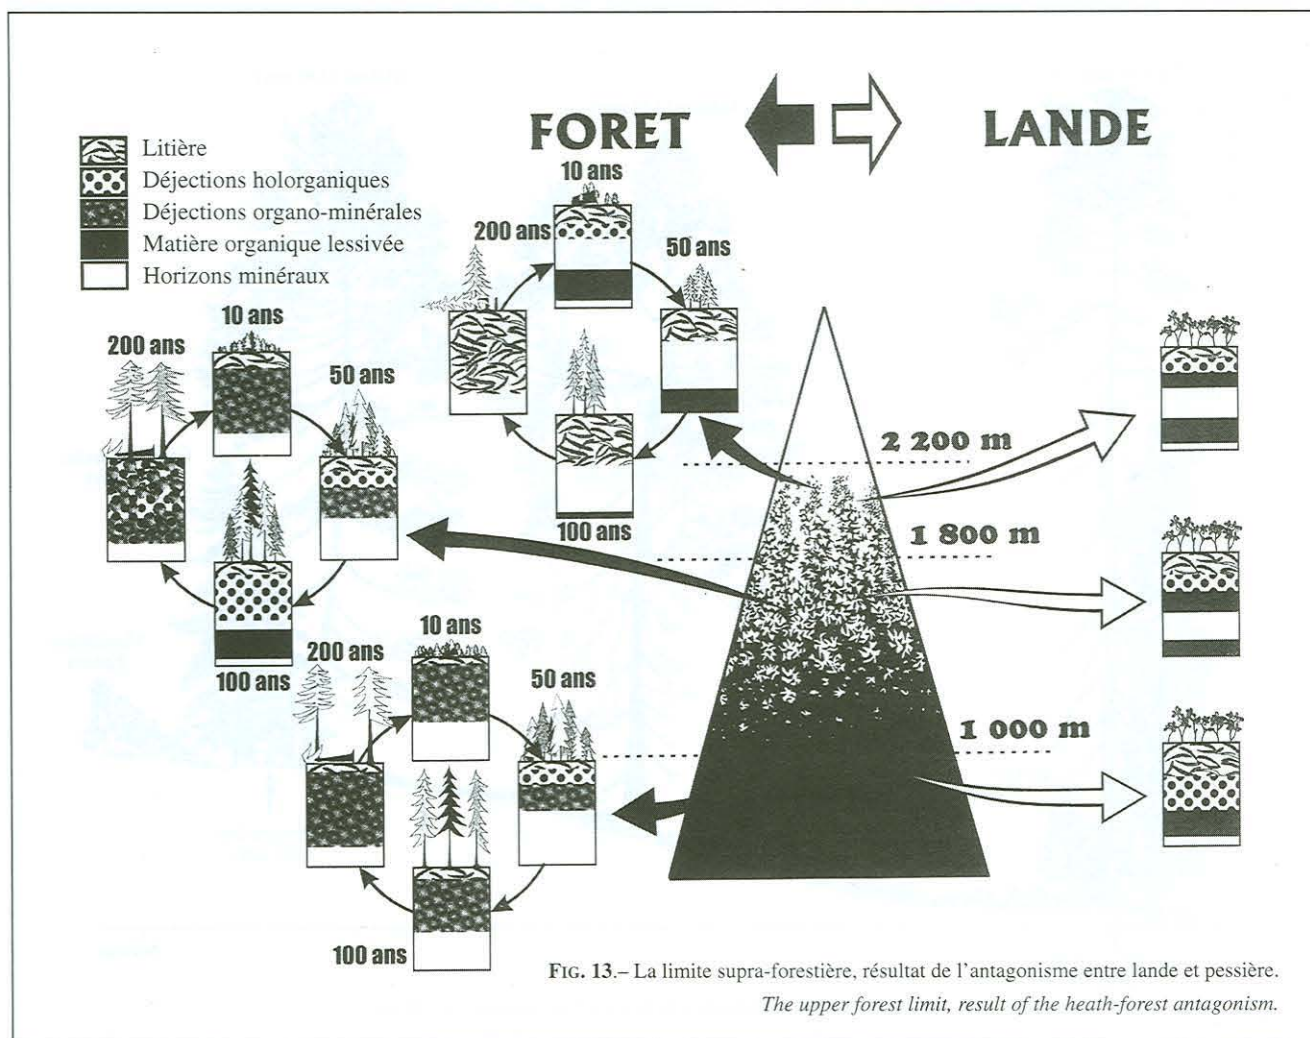 FORET
LANDE
Litière
Déjections holorganiques
Déjections organo-minérales
Matière organique lessivée
Horizons minéraux
10 ans
200 ans
50 ans
100 ans
10 ans
200 ans
50 ans
100 ans
10 ans
200 ans
50 ans
100 ans
2 200 m
1 800 m
1 000 m
FIG. 13.– La limite supra-forestière, résultat de l'antagonisme entre lande et pessière.
The upper forest limit, result of the heath-forest antagonism.